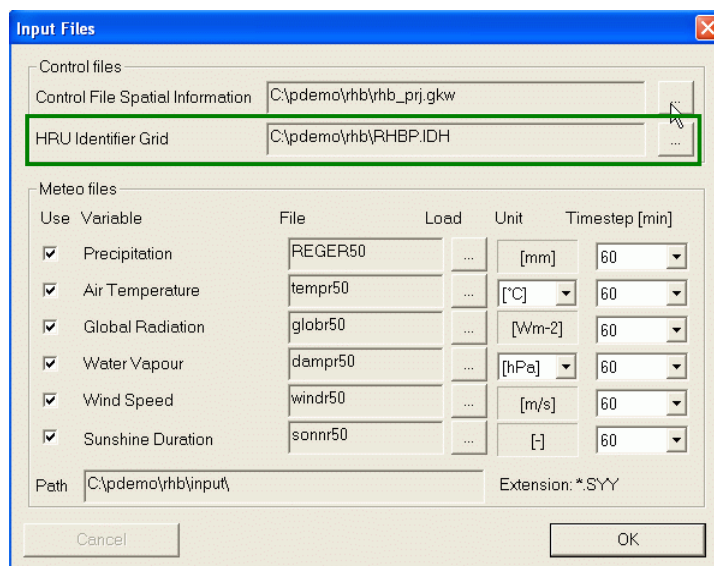 Input Files
Control files
Control File Spatial Information C:\pdemo\rhb\rhb_prj.gkw ...
HRU Identifier Grid C:\pdemo\rhb\RHBP.IDH ...
Meteo files
Use Variable File Load Unit Timestep [min]
Precipitation REGER50 ... [mm] 60
Air Temperature tempr50 ... [°C] 60
Global Radiation globr50 ... [Wm-2] 60
Water Vapour dampr50 ... [hPa] 60
Wind Speed windr50 ... [m/s] 60
Sunshine Duration sonnr50 ... [-] 60
Path C:\pdemo\rhb\input\ Extension: *.SYY
Cancel OK